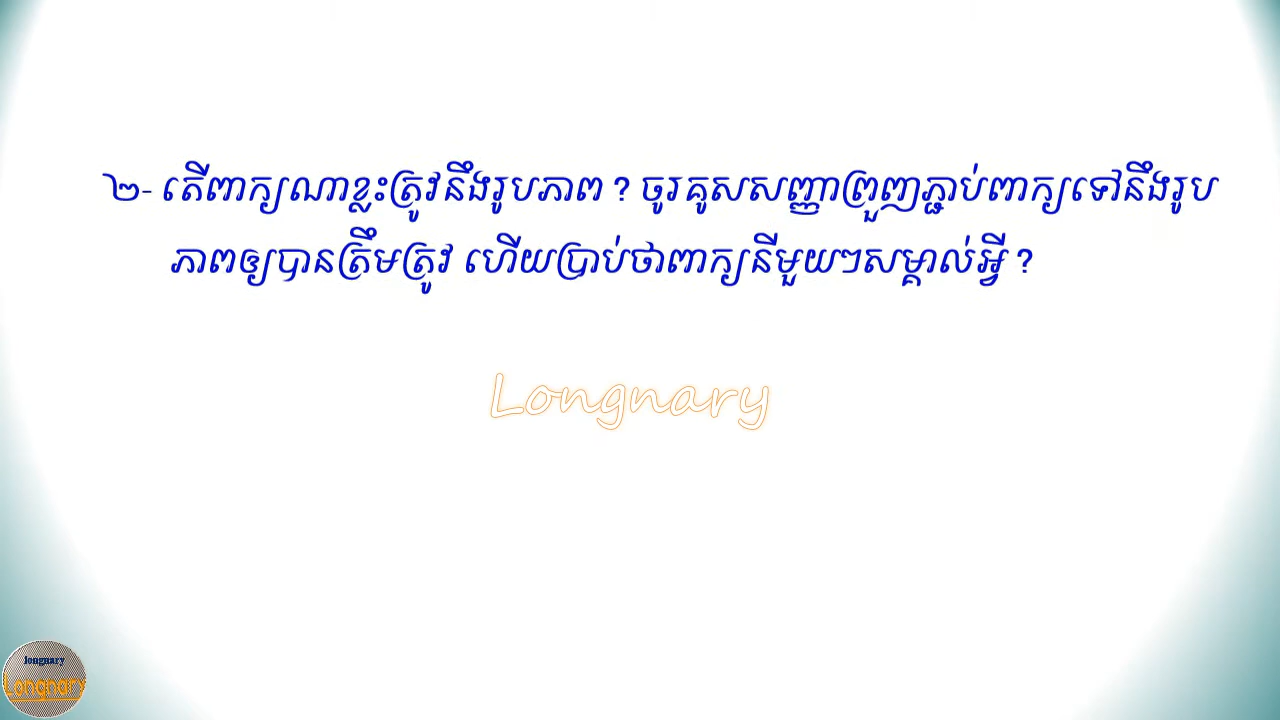 ២- តើពាក្យណាខ្លះត្រូវនឹងរូបភាព ? ចូរគូសសញ្ញាព្រួញភ្ជាប់ពាក្យទៅនឹងរូប
ភាពឲ្យបានត្រឹមត្រូវ ហើយប្រាប់ថាពាក្យនីមួយៗសម្គាល់អ្វី ?
Longnary
longnary
Longnary